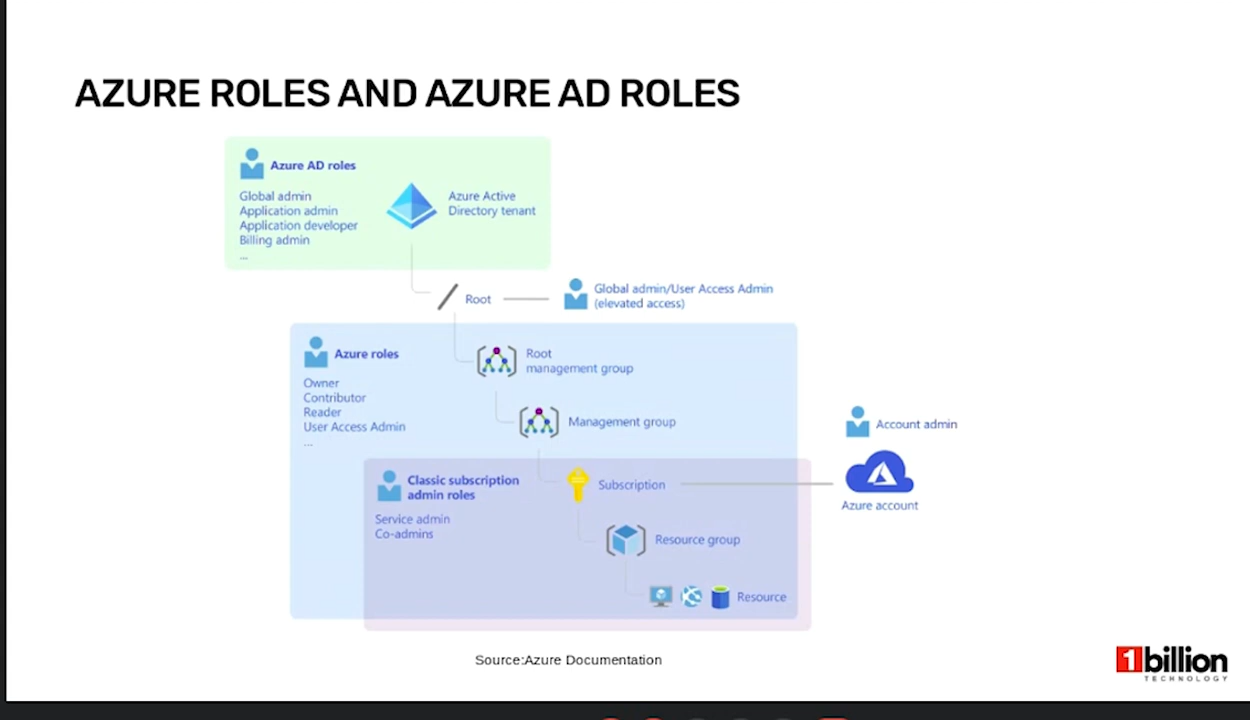 AZURE ROLES AND AZURE AD ROLES
Azure AD roles
Global admin
Application admin
Application developer
Billing admin
...
Azure Active
Directory tenant
Root
Global admin/User Access Admin
(elevated access)
Azure roles
Owner
Contributor
Reader
User Access Admin
...
Root
management group
Management group
Account admin
Classic subscription
admin roles
Service admin
Co-admins
Subscription
Azure account
Resource group
Resource
Source:Azure Documentation
1billion
TECHNOLOGY